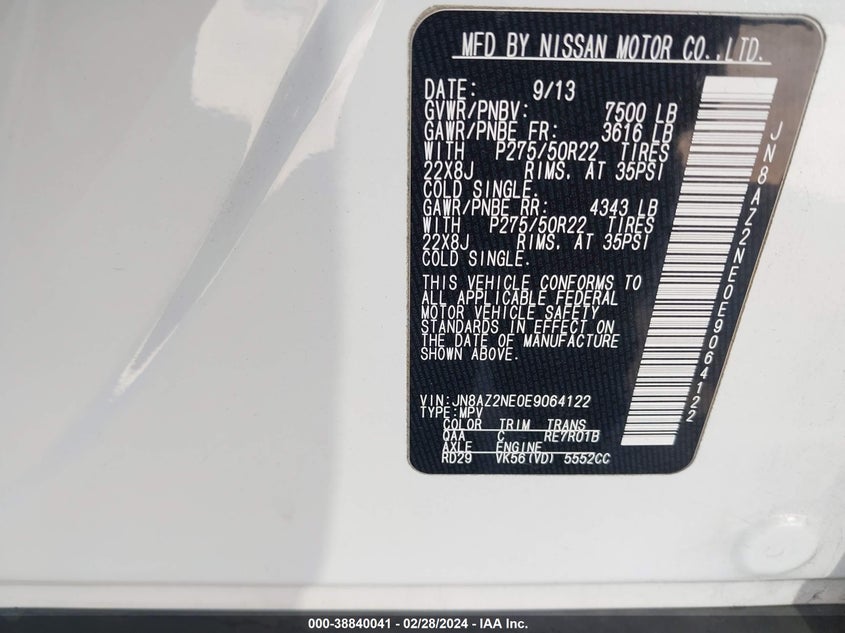 MFD BY NISSAN MOTOR CO.,LTD.
DATE: 9/13
GVWR/PNBV: 7500 LB
GAWR/PNBE FR: 3616 LB
WITH P275/50R22 TIRES
22X8J RIMS, AT 35PSI
COLD SINGLE.
GAWR/PNBE RR: 4343 LB
WITH P275/50R22 TIRES
22X8J RIMS, AT 35PSI
COLD SINGLE.
THIS VEHICLE CONFORMS TO
ALL APPLICABLE FEDERAL
MOTOR VEHICLE SAFETY
STANDARDS IN EFFECT ON
THE DATE OF MANUFACTURE
SHOWN ABOVE.
VIN:JN8AZ2NE0E9064122
TYPE:MPV
COLOR TRIM TRANS
QAA C RE7R01B
AXLE ENGINE
RD29 VK56(VD) 5552CC
JN8AZ2NE0E9064122
000-38840041 - 02/28/2024 - IAA Inc.